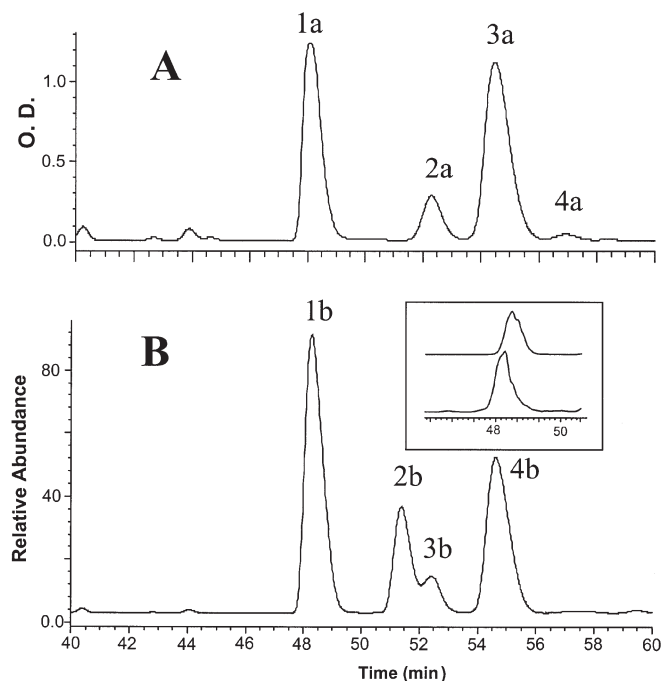 A
1a
2a
3a
4a
O. D.
1.0
0.5
0.0
B
1b
2b
3b
4b
48 50
Relative Abundance
80
40
0.0
40 42 44 46 48 50 52 54 56 58 60
Time (min)